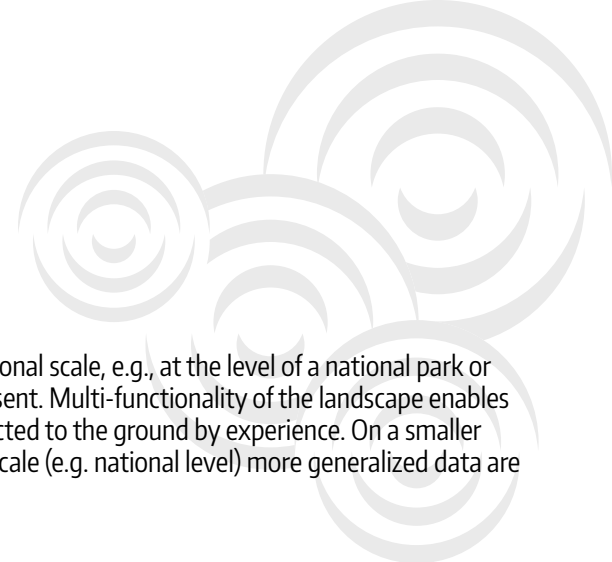 onal scale, e.g., at the level of a national park or
sent. Multi-functionality of the landscape enables
cted to the ground by experience. On a smaller
cale (e.g. national level) more generalized data are